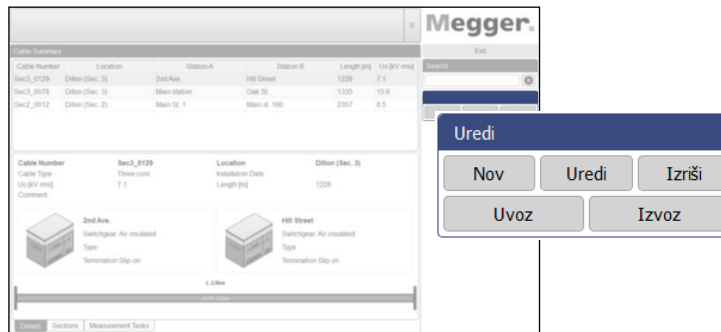 Megger.
Exit
Cable Summary
Search
Cable Number Location Station A Station B Length [m] Uo [kV rms]
Sec3_0129 Dillon (Sec. 3) 2nd Ave. Hill Street 1228 7.1
Sec3_0078 Dillon (Sec. 3) Main station Oak St. 1335 15.6
Sec2_0012 Dillon (Sec. 2) Main St. 1 Main st. 160 2357 8.5
Uredi
Nov Uredi Izriši
Uvoz Izvoz
Cable Number Sec3_0129 Location Dillon (Sec. 3)
Cable Type Three-core Installation Date
Uo [kV rms] 7.1 Length [m] 1228
Comment
2nd Ave. Hill Street
Switchgear Air insulated Switchgear Air insulated
Type Type
Termination Slip-on Termination Slip-on
1.23km
Details Sections Measurement Tasks